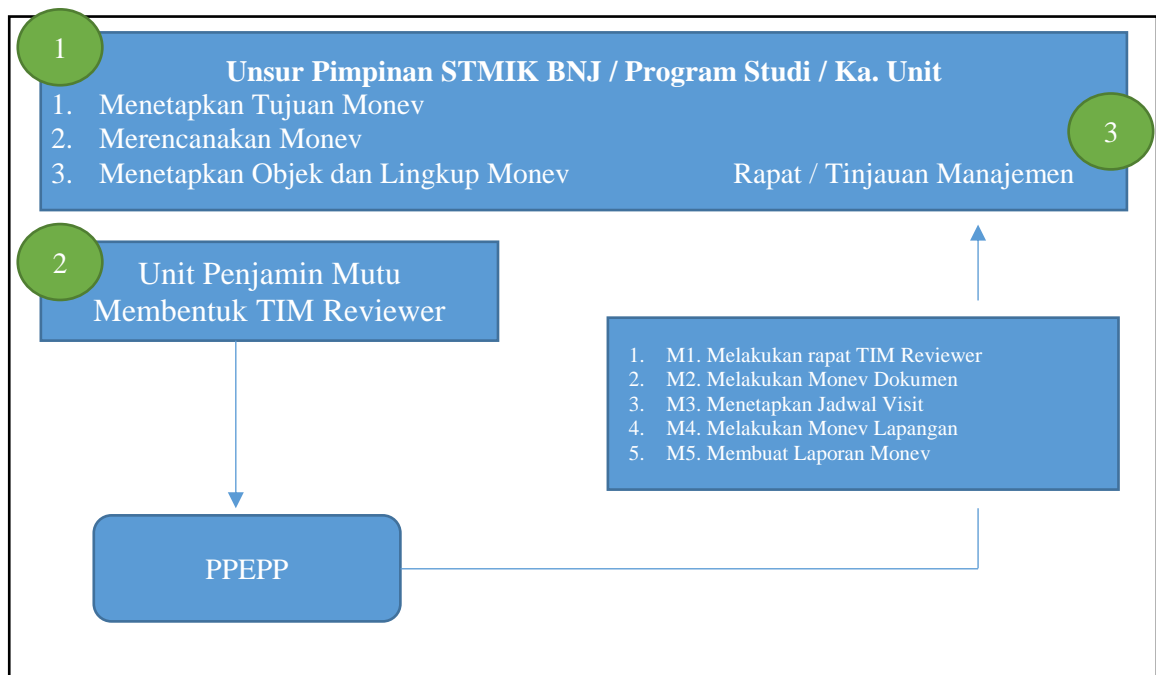 1
Unsur Pimpinan STMIK BNJ / Program Studi / Ka. Unit
1. Menetapkan Tujuan Monev
2. Merencanakan Monev
3. Menetapkan Objek dan Lingkup Monev
Rapat / Tinjauan Manajemen
3
2
Unit Penjamin Mutu
Membentuk TIM Reviewer
1. M1. Melakukan rapat TIM Reviewer
2. M2. Melakukan Monev Dokumen
3. M3. Menetapkan Jadwal Visit
4. M4. Melakukan Monev Lapangan
5. M5. Membuat Laporan Monev
PPEPP